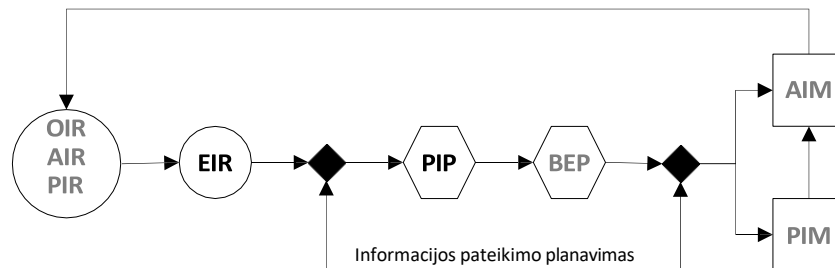 OIR
AIR
PIR
EIR
PIP
BEP
AIM
PIM
Informacijos pateikimo planavimas